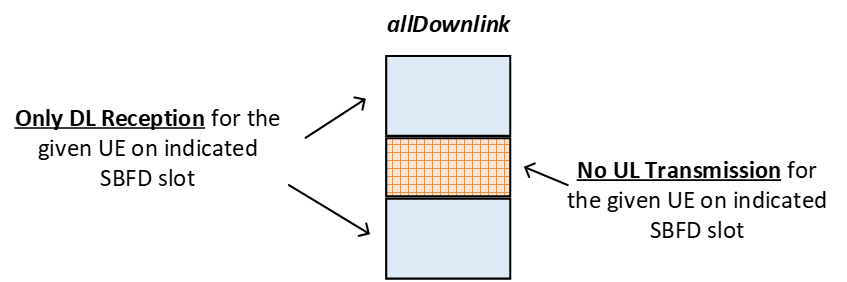 allDownlink
Only DL Reception for the
given UE on indicated
SBFD slot
No UL Transmission for
the given UE on indicated
SBFD slot